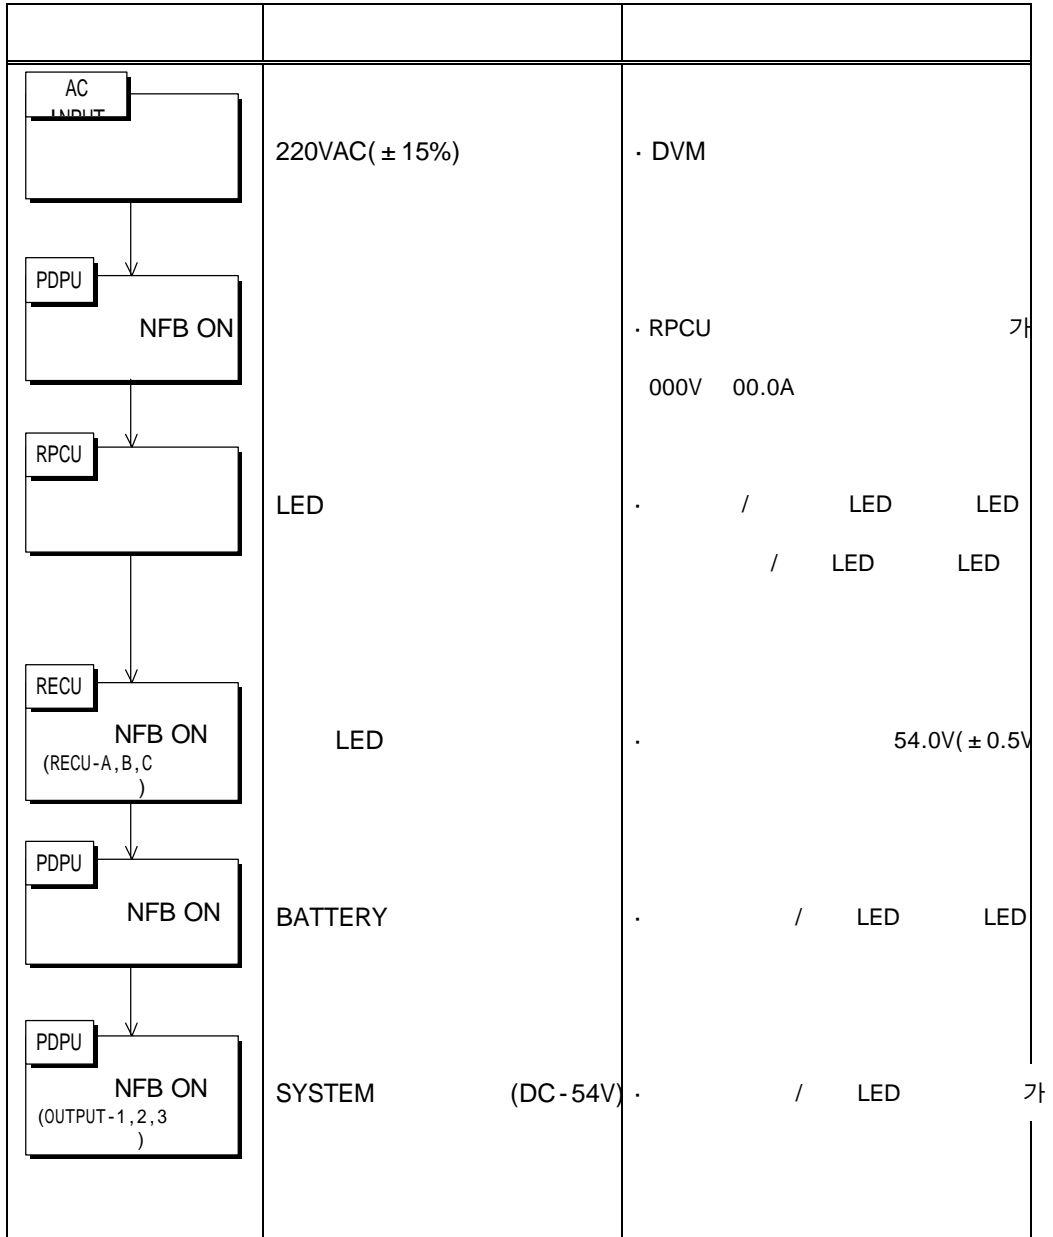 AC
INPUT
220VAC( ± 15%)
· DVM
PDPU
NFB ON
· RPCU 가
000V 00.0A
RPCU
LED
· / LED LED
/ LED LED
RECU
NFB ON
(RECU-A,B,C
)
LED
· 54.0V( ± 0.5V
PDPU
NFB ON
BATTERY
· / LED LED
PDPU
NFB ON
(OUTPUT-1,2,3
)
SYSTEM (DC-54V)
· / LED 가